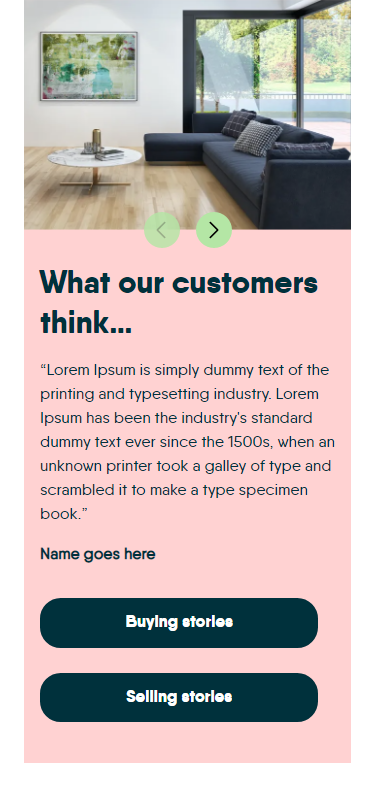 What our customers
think...
“Lorem Ipsum is simply dummy text of the
printing and typesetting industry. Lorem
Ipsum has been the industry's standard
dummy text ever since the 1500s, when an
unknown printer took a galley of type and
scrambled it to make a type specimen
book.”
Name goes here
Buying stories
Selling stories